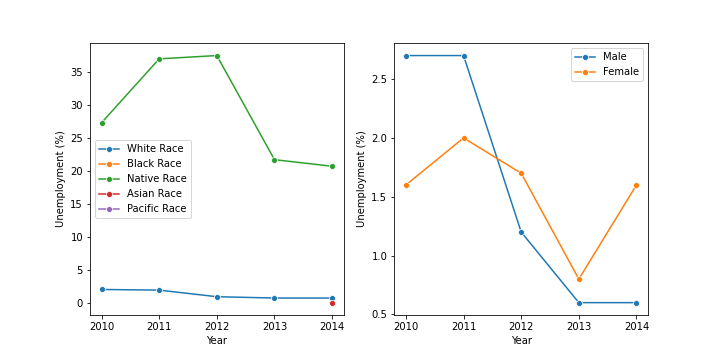 Unemployment (%)
35
30
25
20
15
10
5
0
White Race
Black Race
Native Race
Asian Race
Pacific Race
2010 2011 2012 2013 2014
Year
Unemployment (%)
2.5
2.0
1.5
1.0
0.5
Male
Female
2010 2011 2012 2013 2014
Year